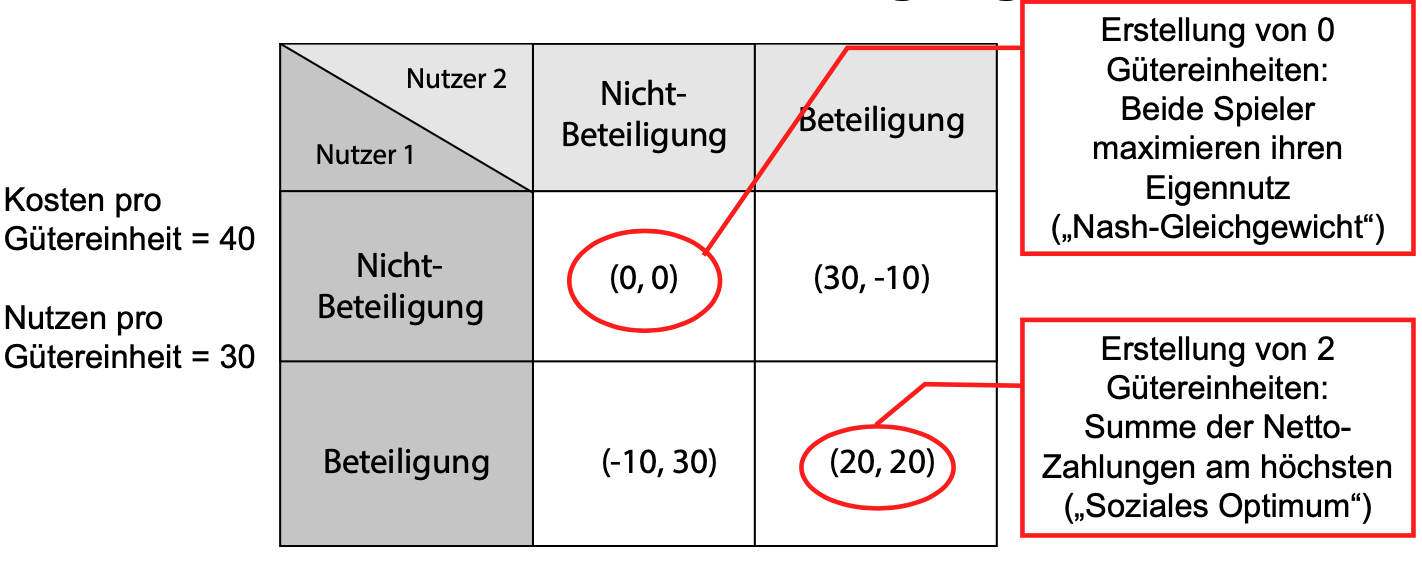 Kosten pro
Gütereinheit = 40
Nutzen pro
Gütereinheit = 30
Nutzer 2
Nutzer 1
Nicht-
Beteiligung
Beteiligung
Nicht-
Beteiligung
(0, 0)
(30, -10)
Beteiligung
(-10, 30)
(20, 20)
Erstellung von 0
Gütereinheiten:
Beide Spieler
maximieren ihren
Eigennutz
(„Nash-Gleichgewicht“)
Erstellung von 2
Gütereinheiten:
Summe der Netto-
Zahlungen am höchsten
(„Soziales Optimum“)